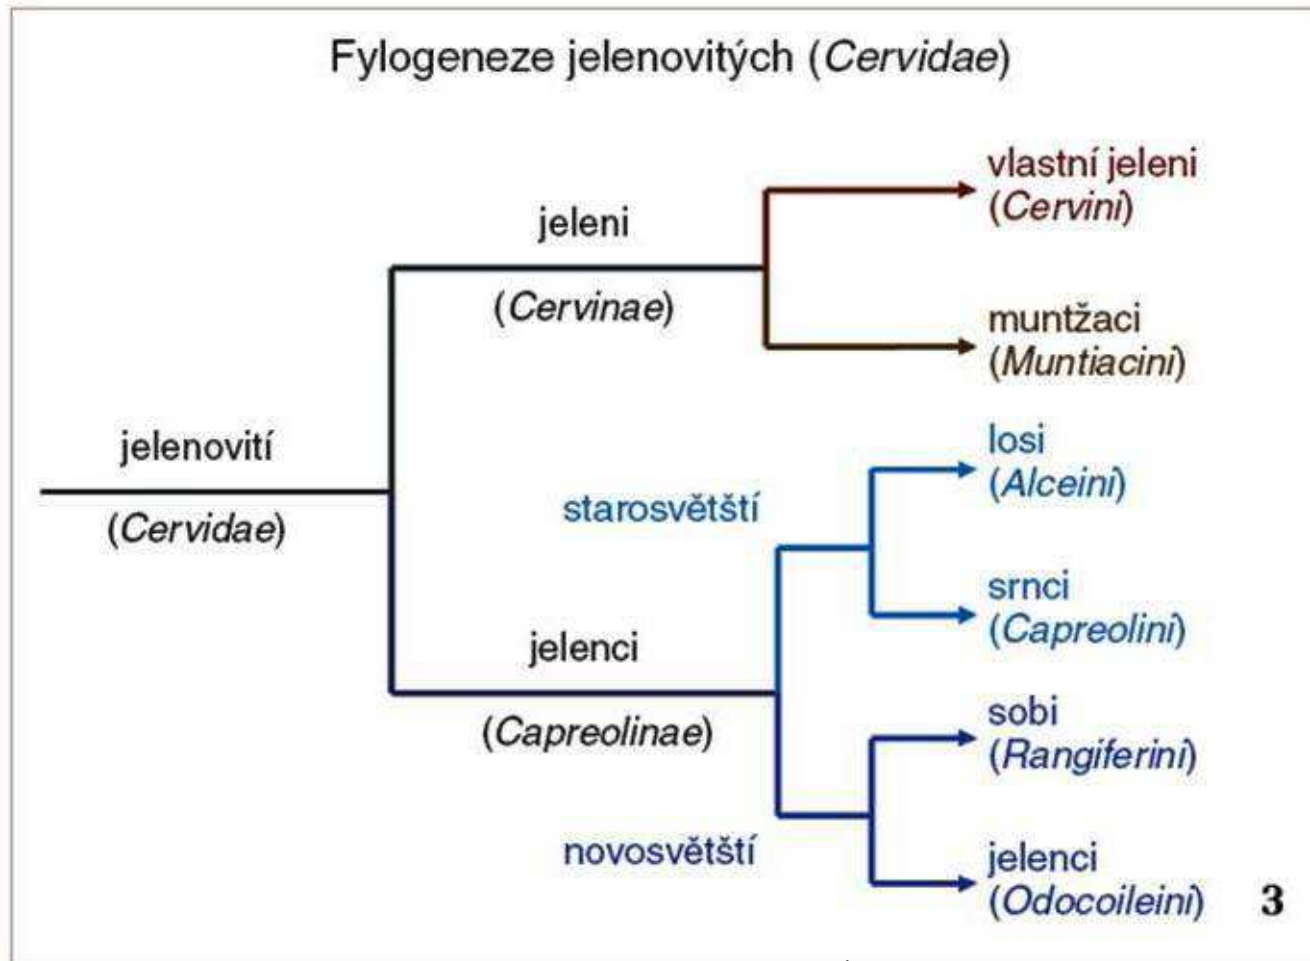 Fylogeneze jelenovitých (Cervidae)
vlastní jeleni
(Cervini)
jeleni
(Cervinae)
muntžaci
(Muntiacini)
jelenovití
(Cervidae)
losi
(Alceini)
starosvětští
srnci
(Capreolini)
jelenci
(Capreolinae)
sobi
(Rangiferini)
novosvětští
jelenci
(Odocoileini)
3